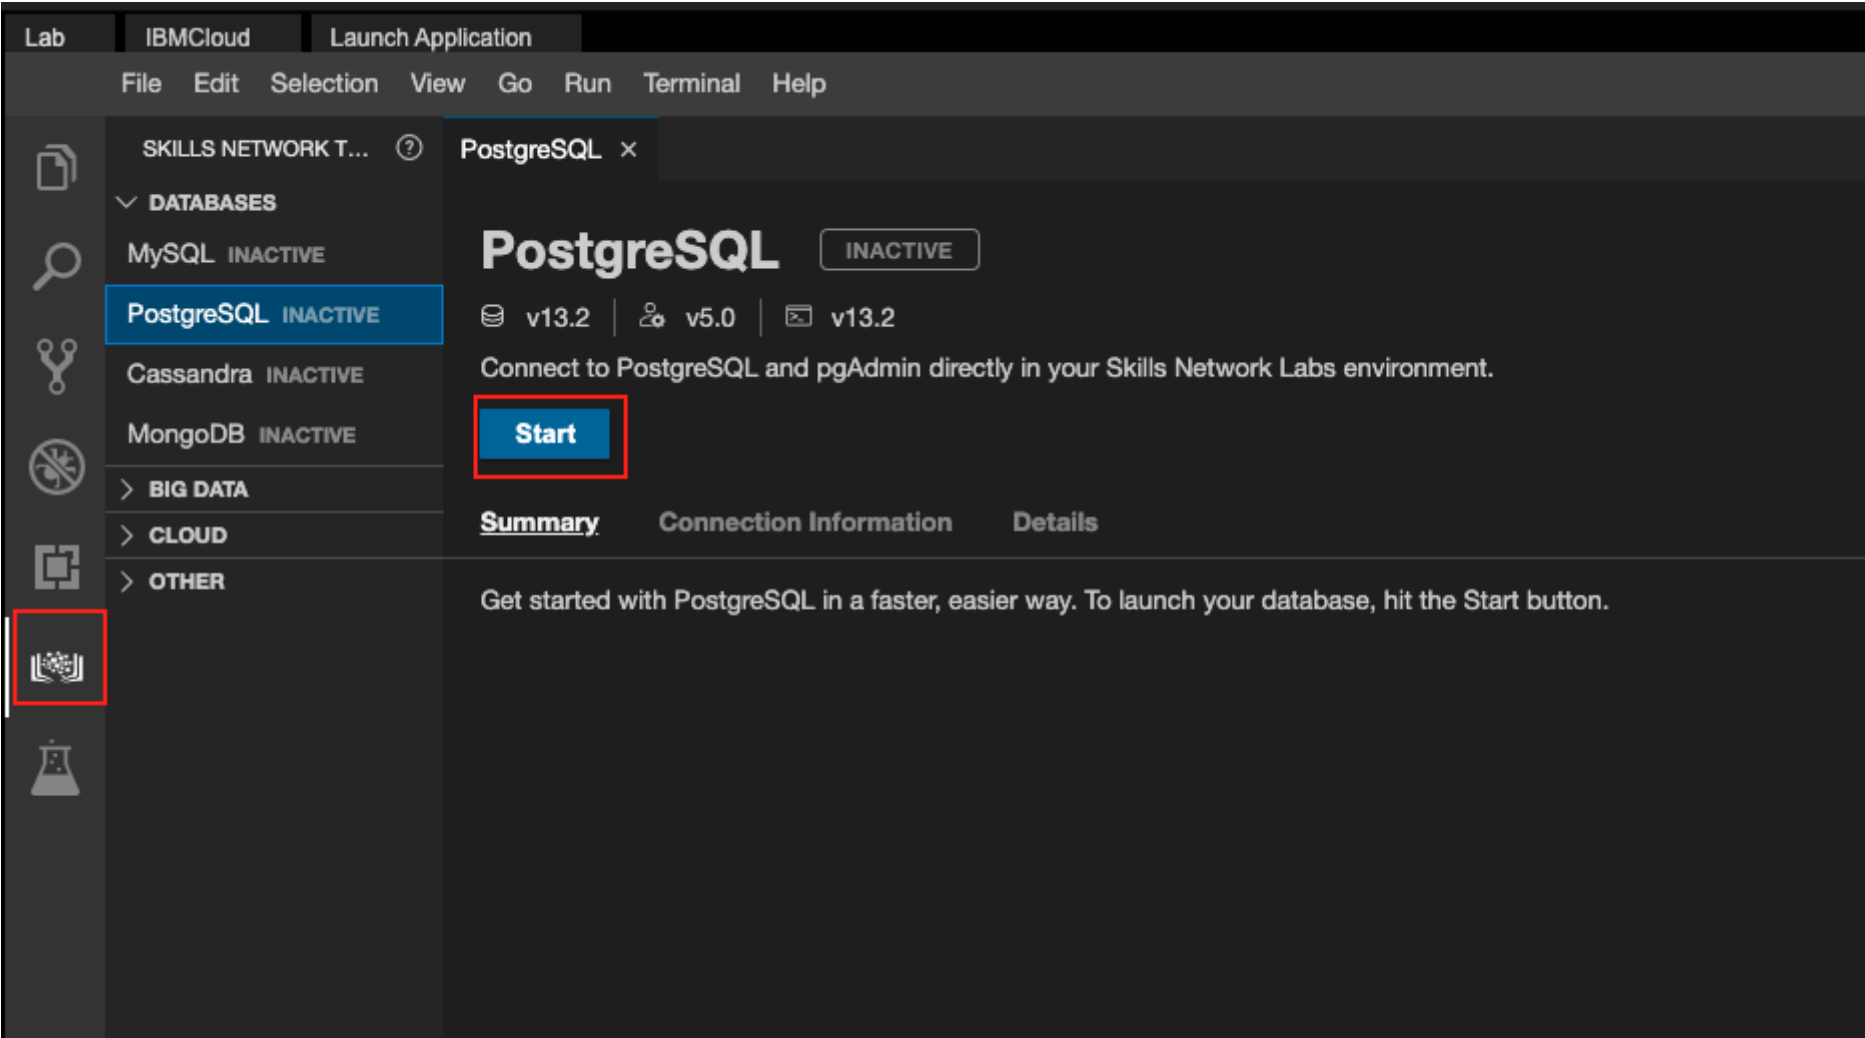 Lab IBMCloud Launch Application
File Edit Selection View Go Run Terminal Help
SKILLS NETWORK T...
DATABASES
MySQL INACTIVE
PostgreSQL INACTIVE
Cassandra INACTIVE
MongoDB INACTIVE
BIG DATA
CLOUD
OTHER
PostgreSQL ×
PostgreSQL INACTIVE
v13.2 v5.0 v13.2
Connect to PostgreSQL and pgAdmin directly in your Skills Network Labs environment.
Start
Summary Connection Information Details
Get started with PostgreSQL in a faster, easier way. To launch your database, hit the Start button.